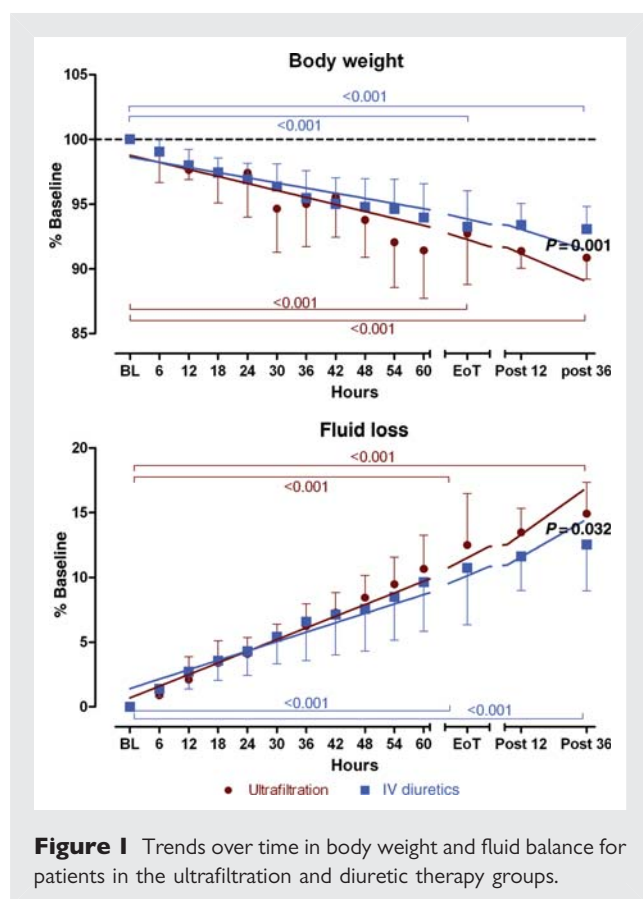 Body weight
105
100
95
90
85
% Baseline
<0.001
<0.001
P = 0.001
<0.001
<0.001
BL 6 12 18 24 30 36 42 48 54 60 EoT Post 12 post 36
Hours
Fluid loss
20
15
10
5
0
% Baseline
<0.001
<0.001
P = 0.032
<0.001
<0.001
BL 6 12 18 24 30 36 42 48 54 60 EoT Post 12 Post 36
Hours
Ultrafiltration IV diuretics
Figure 1 Trends over time in body weight and fluid balance for
patients in the ultrafiltration and diuretic therapy groups.